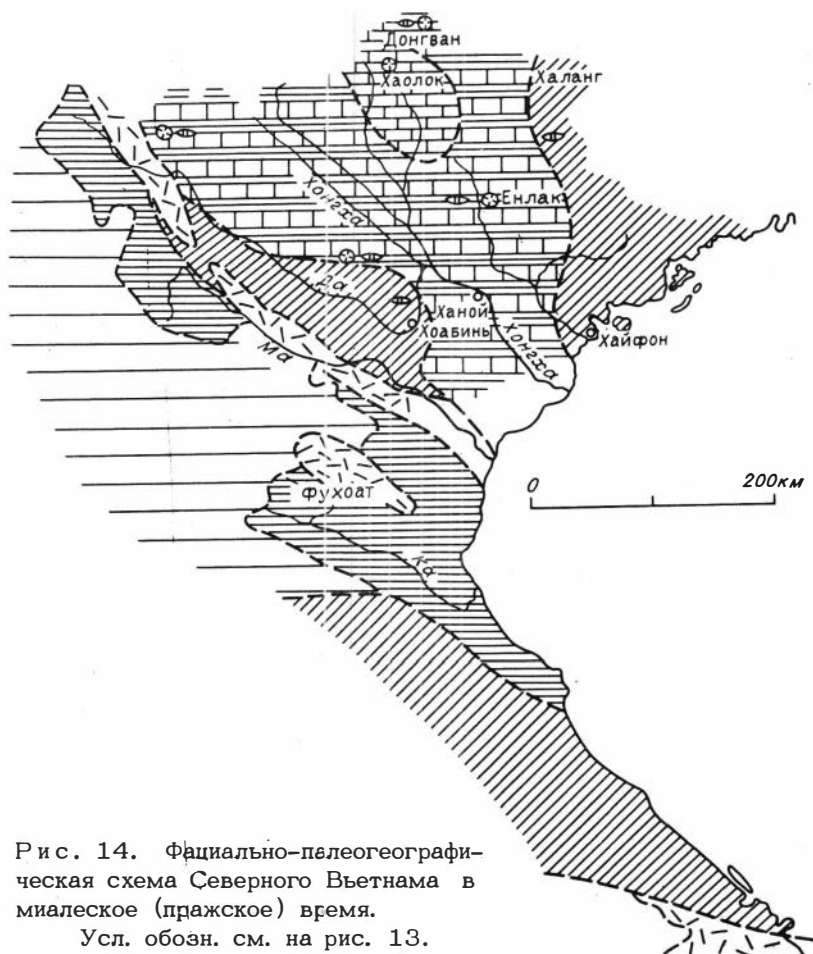 Донгван
Хаолок
Халанг
Хонгха
Енлак
Да
Ханой
Хоабинь
Хонгха
Хайфон
Ма
Фухоат
0 200км
Ка
Рис. 14. Фациально-палеогеографи-
ческая схема Северного Вьетнама в
миалеское (пражское) время.
Усл. обозн. см. на рис. 13.